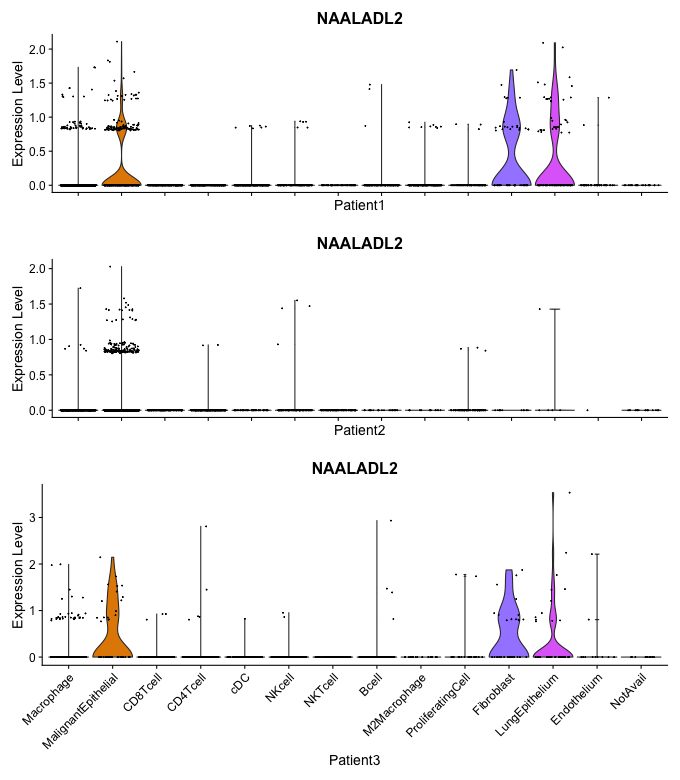 NAALADL2
Expression Level
2.0
1.5
1.0
0.5
0.0
Patient1
NAALADL2
Expression Level
2.0
1.5
1.0
0.5
0.0
Patient2
NAALADL2
Expression Level
3
2
1
0
Macrophage
MalignantEpithelial
CD8Tcell
CD4Tcell
cDC
NKcell
NKTcell
Bcell
M2Macrophage
ProliferatingCell
Fibroblast
LungEpithelium
Endothelium
NotAvail
Patient3